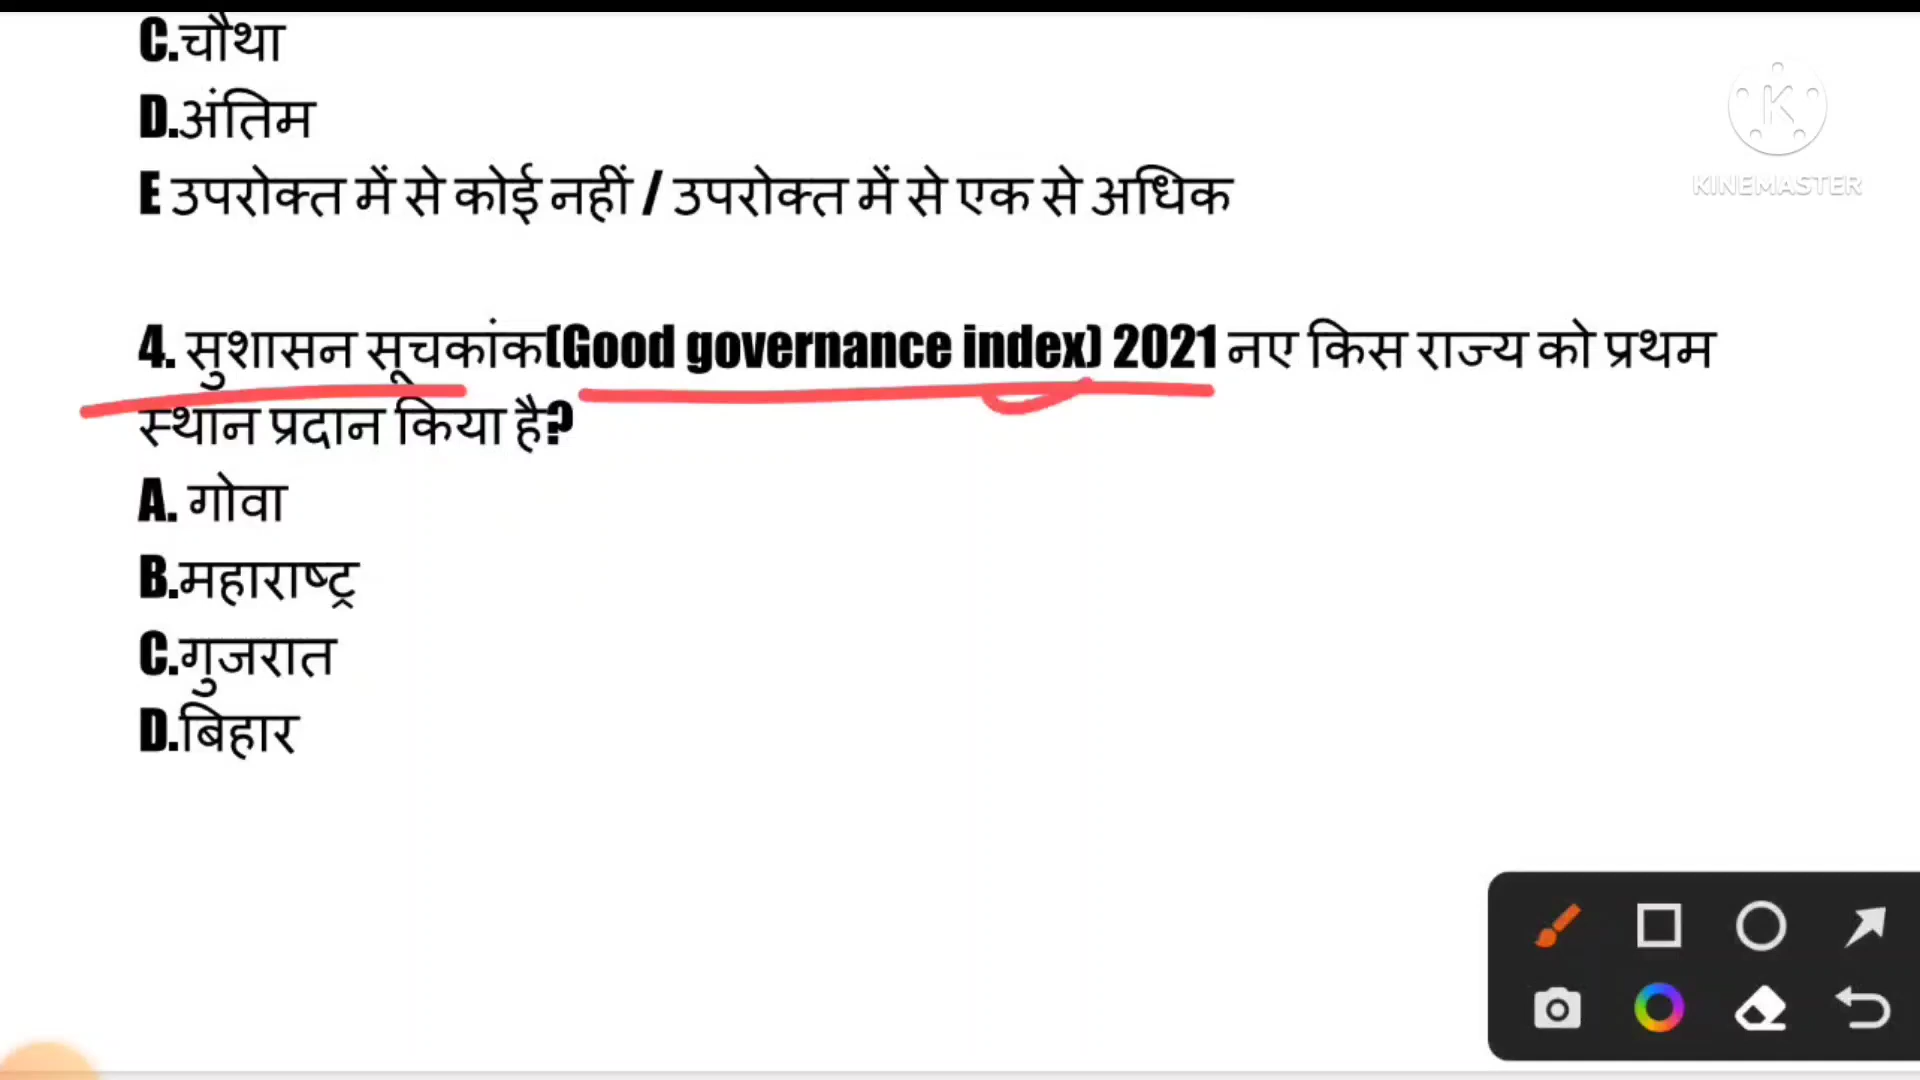 C.चौथा
D.अंतिम
E उपरोक्त में से कोई नहीं / उपरोक्त में से एक से अधिक
4. सुशासन सूचकांक(Good governance index) 2021 नए किस राज्य को प्रथम
स्थान प्रदान किया है?
A. गोवा
B.महाराष्ट्र
C.गुजरात
D.बिहार
K
KINEMASTER